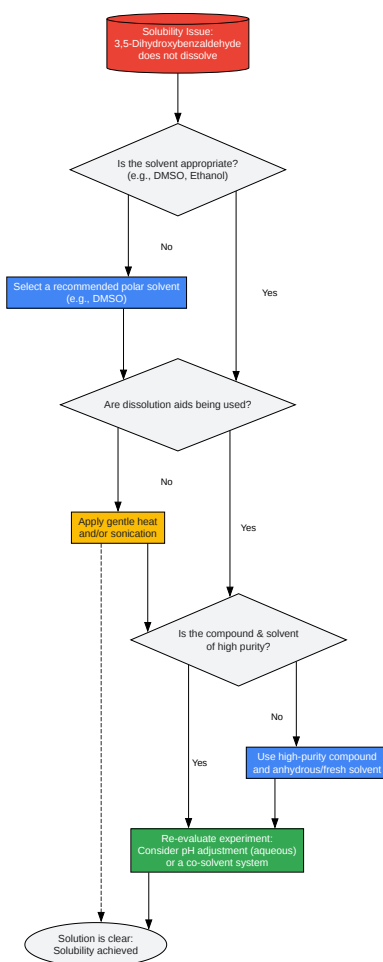 Solubility Issue:
3,5-Dihydroxybenzaldehyde
does not dissolve
Is the solvent appropriate?
(e.g., DMSO, Ethanol)
No
Select a recommended polar solvent
(e.g., DMSO)
Yes
Are dissolution aids being used?
No
Apply gentle heat
and/or sonication
Yes
Is the compound & solvent
of high purity?
No
Use high-purity compound
and anhydrous/fresh solvent
Yes
Re-evaluate experiment:
Consider pH adjustment (aqueous)
or a co-solvent system
Solution is clear:
Solubility achieved